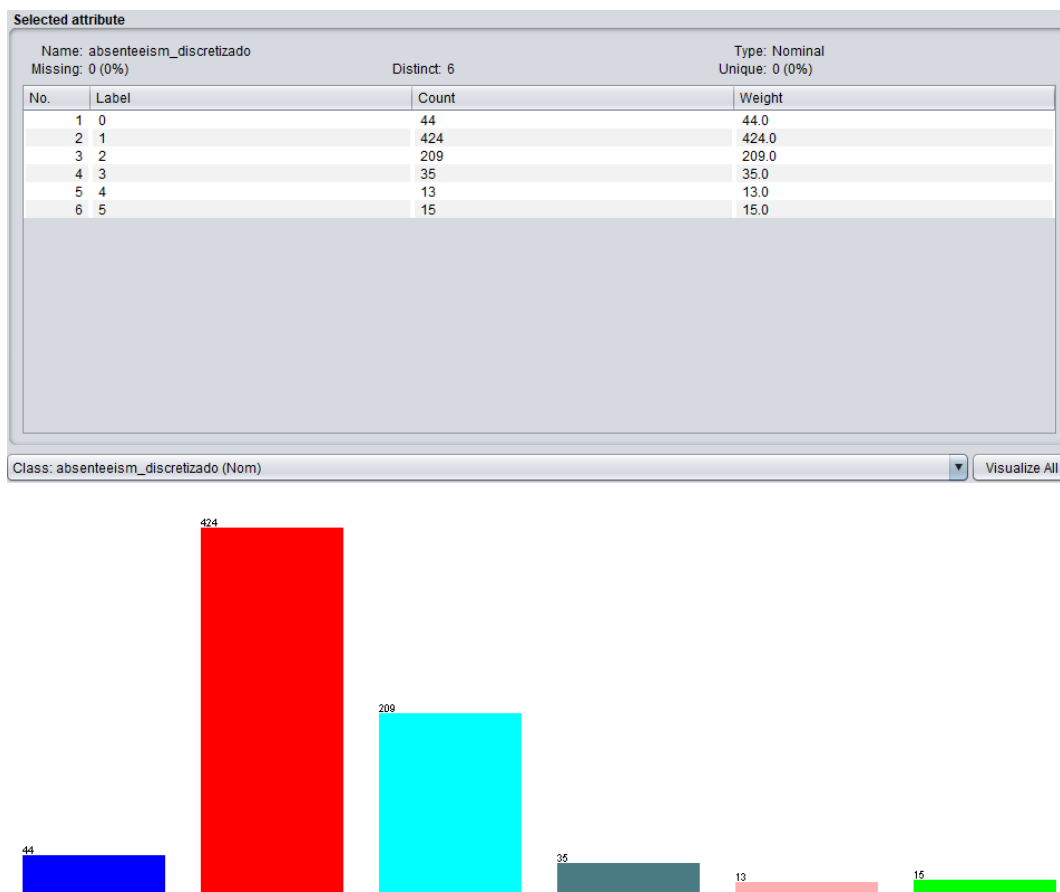 Selected attribute
Name: absenteeism_discretizado Type: Nominal
Missing: 0 (0%) Distinct: 6 Unique: 0 (0%)
No. Label Count Weight
1 0 44 44.0
2 1 424 424.0
3 2 209 209.0
4 3 35 35.0
5 4 13 13.0
6 5 15 15.0
Class: absenteeism_discretizado (Nom) Visualize All
424
209
44
35
13
15